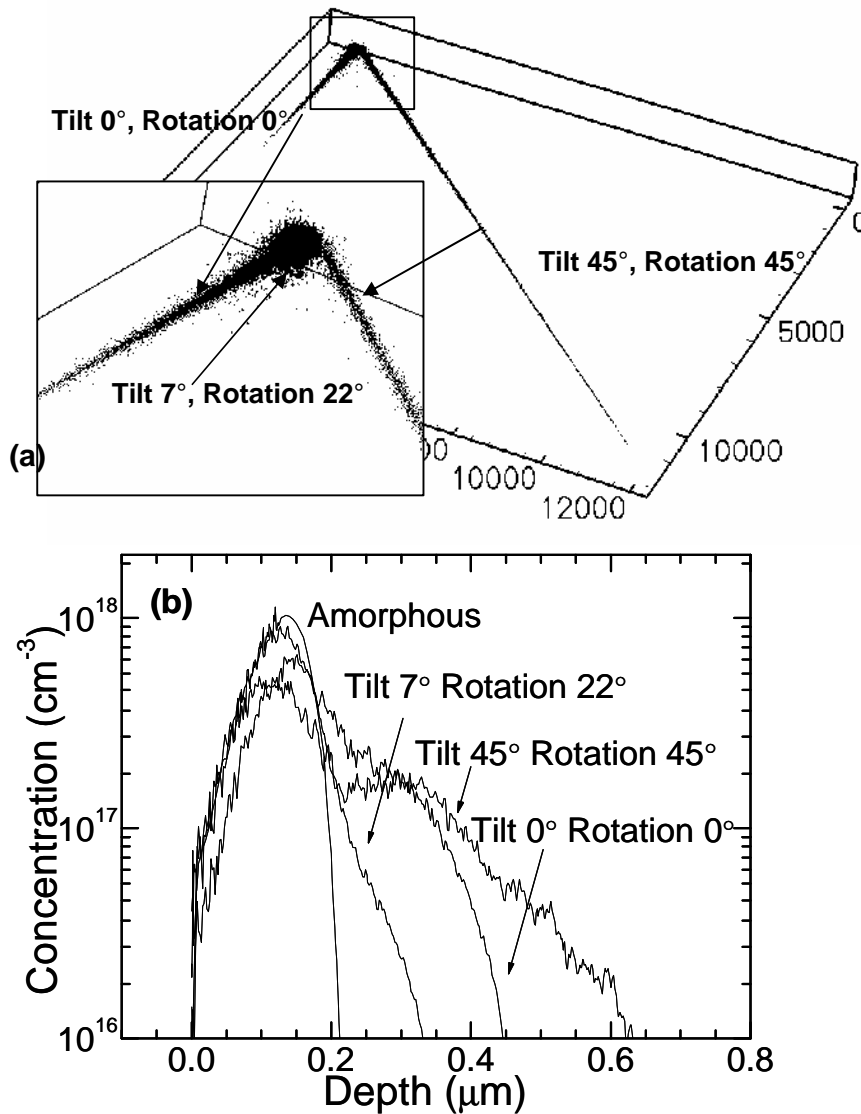 Tilt 0°, Rotation 0°
Tilt 45°, Rotation 45°
0
5000
Tilt 7°, Rotation 22°
(a)
00
10000
10000
12000
(b)
Amorphous
Tilt 7° Rotation 22°
Tilt 45° Rotation 45°
Tilt 0° Rotation 0°
10^18
10^17
10^16
Concentration (cm^-3)
0.0 0.2 0.4 0.6 0.8
Depth (μm)